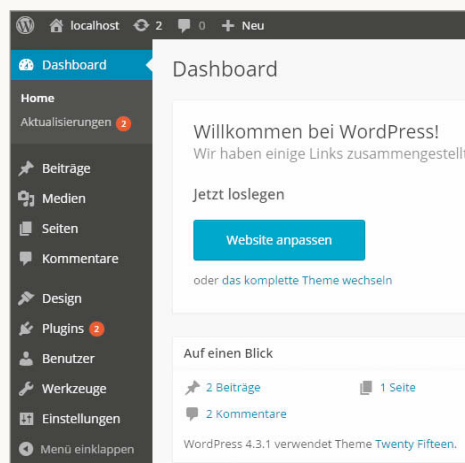 localhost 2 0 + Neu
Dashboard
Home
Aktualisierungen 2
Beiträge
Medien
Seiten
Kommentare
Design
Plugins 2
Benutzer
Werkzeuge
Einstellungen
Menü einklappen
Dashboard
Willkommen bei WordPress!
Wir haben einige Links zusammengestellt
Jetzt loslegen
Website anpassen
oder das komplette Theme wechseln
Auf einen Blick
2 Beiträge 1 Seite
2 Kommentare
WordPress 4.3.1 verwendet Theme Twenty Fifteen.